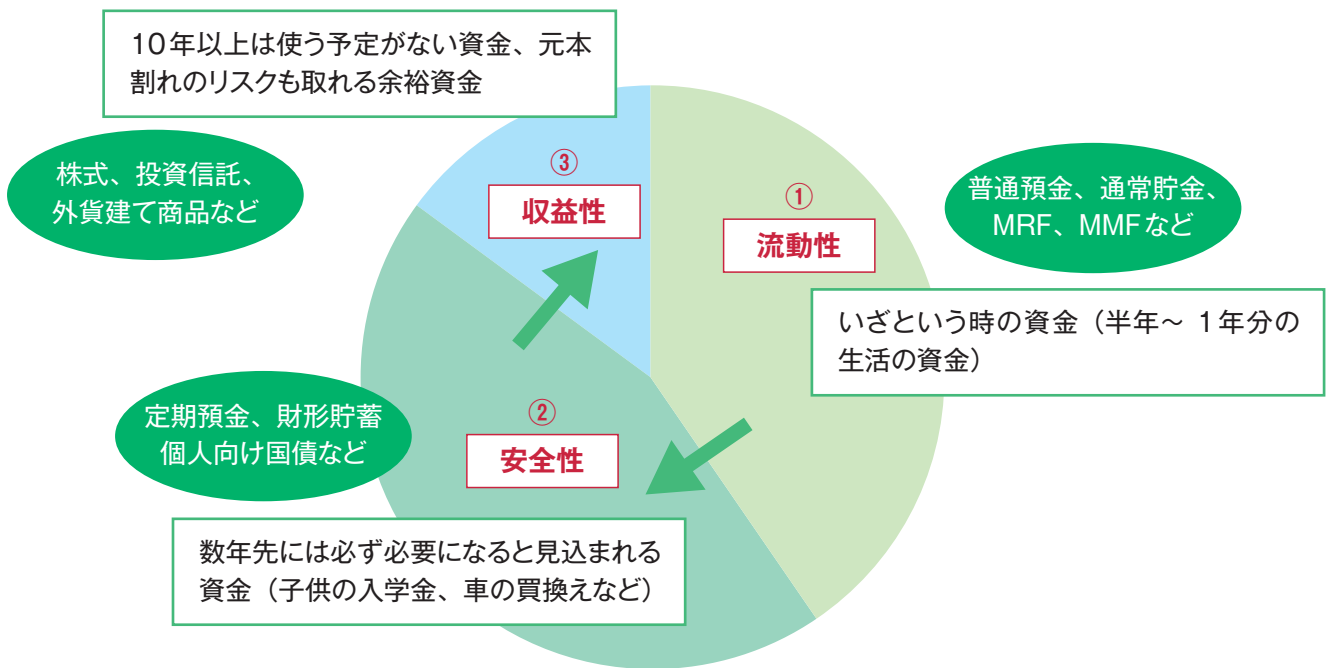 10年以上は使う予定がない資金、元本
割れのリスクも取れる余裕資金
株式、投資信託、
外貨建て商品など
③
収益性
①
流動性
普通預金、通常貯金、
MRF、MMFなど
いざという時の資金（半年～ 1年分の
生活の資金）
定期預金、財形貯蓄
個人向け国債など
②
安全性
数年先には必ず必要になると見込まれる
資金（子供の入学金、車の買換えなど）